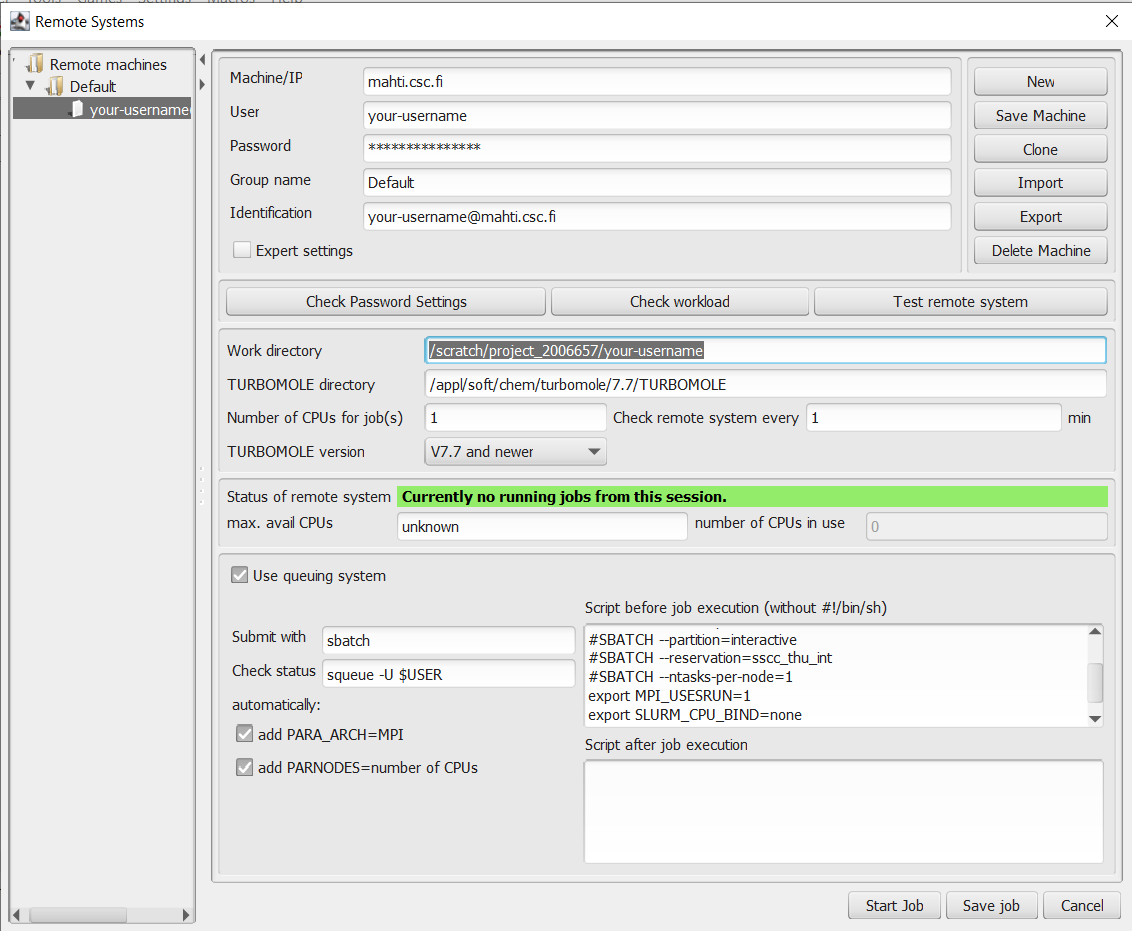 Remote Systems
Remote machines
Default
your-username
Machine/IP mahti.csc.fi
User your-username
Password ***************
Group name Default
Identification your-username@mahti.csc.fi
Expert settings
New
Save Machine
Clone
Import
Export
Delete Machine
Check Password Settings Check workload Test remote system
Work directory /scratch/project_2006657/your-username
TURBOMOLE directory /appl/soft/chem/turbomole/7.7/TURBOMOLE
Number of CPUs for job(s) 1 Check remote system every 1 min
TURBOMOLE version V7.7 and newer
Status of remote system Currently no running jobs from this session.
max. avail CPUs unknown number of CPUs in use 0
Use queuing system
Submit with sbatch
Check status squeue -U $USER
automatically:
add PARA_ARCH=MPI
add PARNODES=number of CPUs
Script before job execution (without #!/bin/sh)
#SBATCH --partition=interactive
#SBATCH --reservation=sscc_thu_int
#SBATCH --ntasks-per-node=1
export MPI_USESRUN=1
export SLURM_CPU_BIND=none
Script after job execution
Start Job Save job Cancel